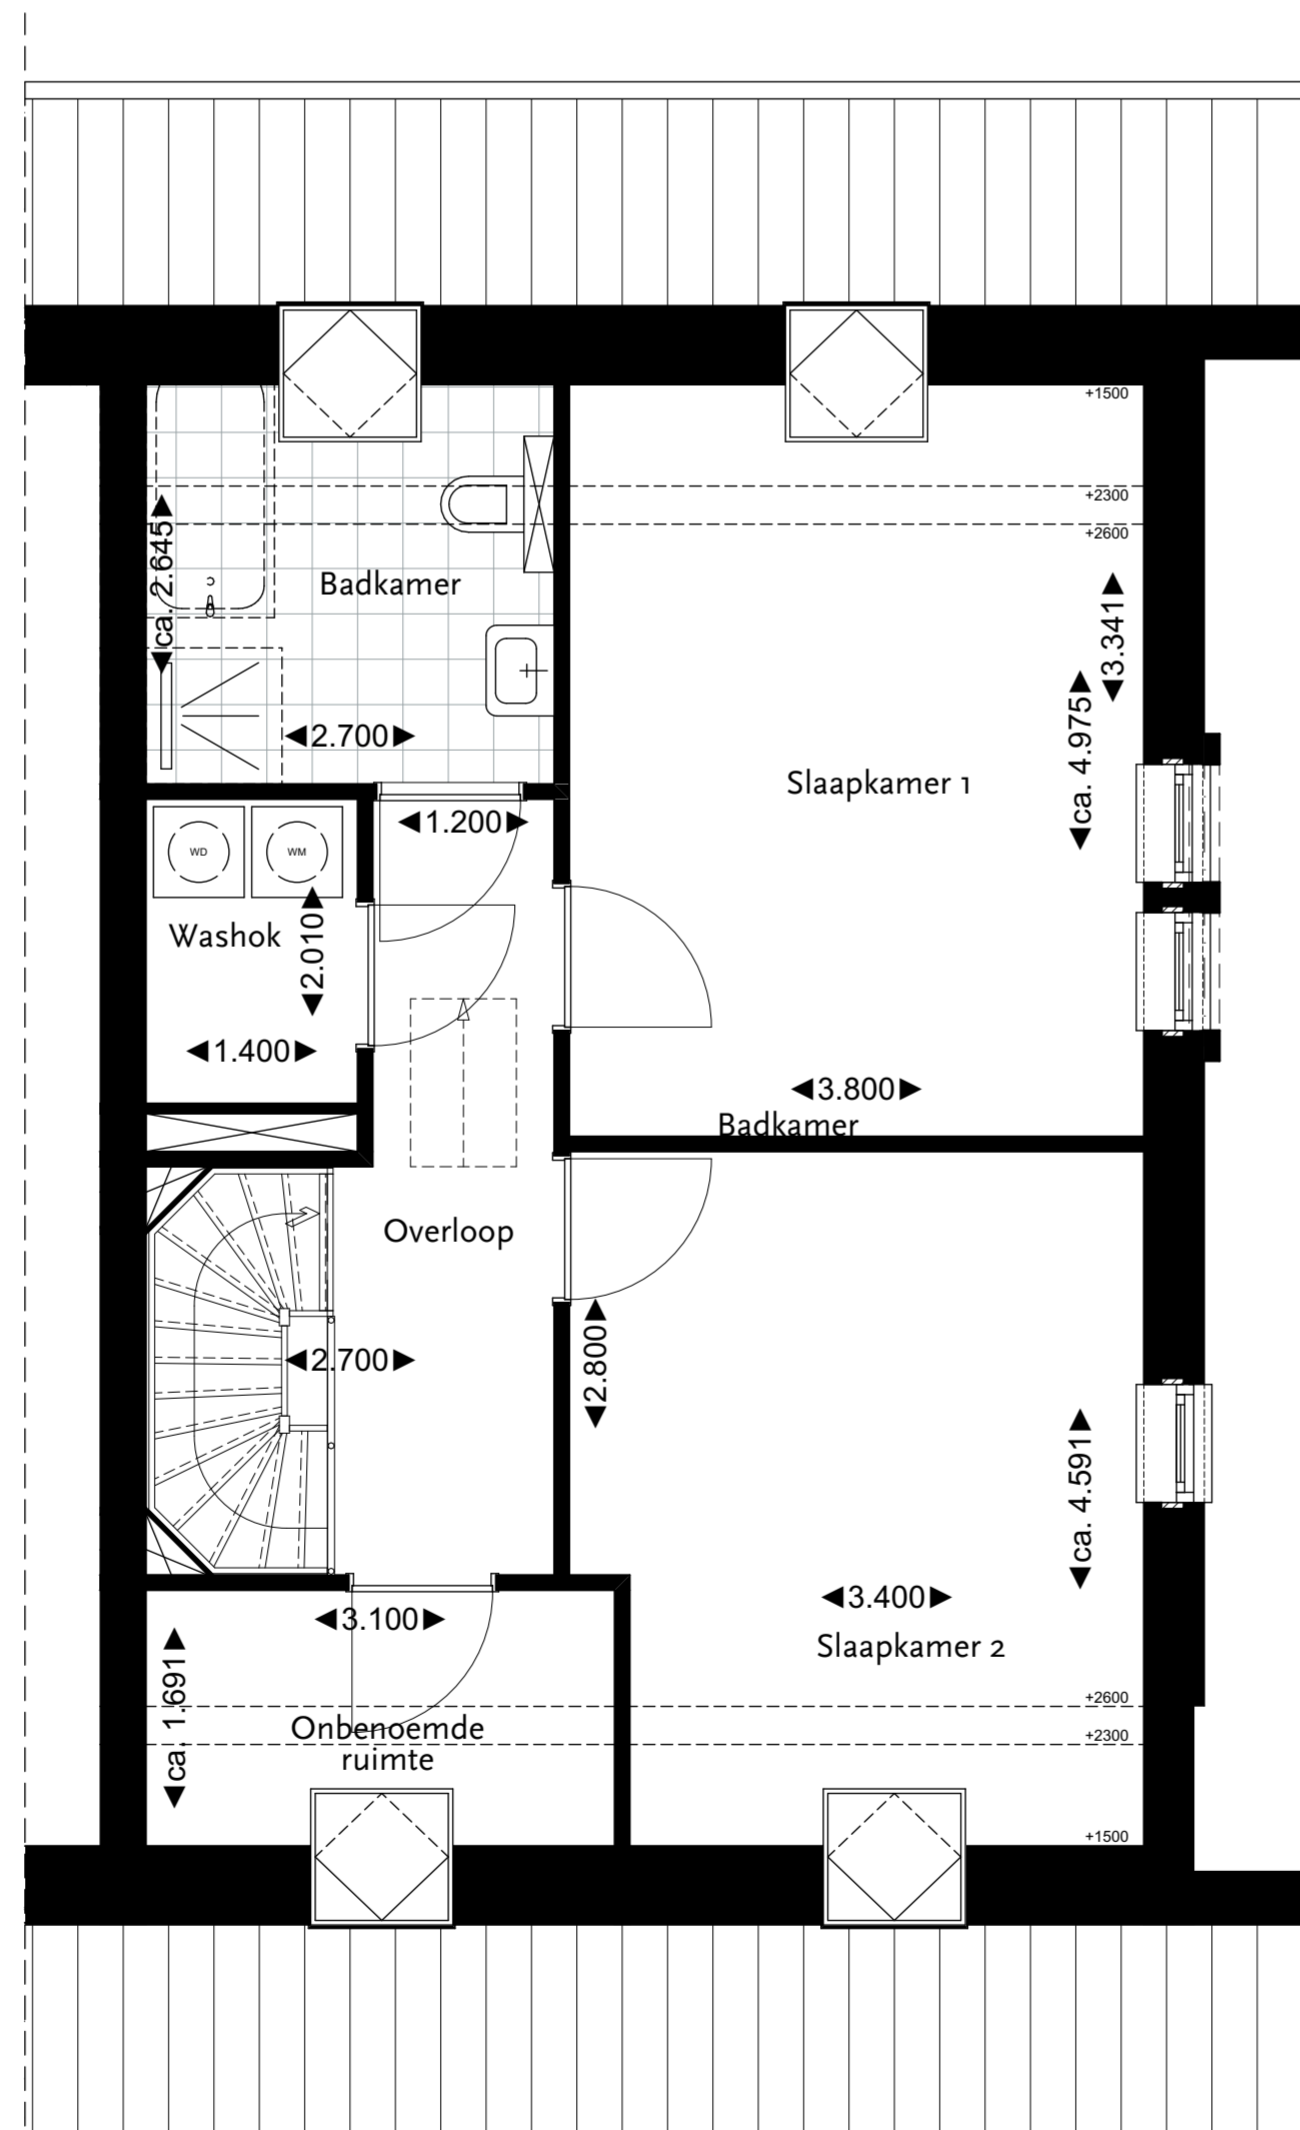 +1500
+2300
+2600
ca. 2.645
Badkamer
3.341
2.700
ca. 4.975
Slaapkamer 1
1.200
WD
WM
Washok
2.010
1.400
3.800
Badkamer
Overloop
2.700
2.800
ca. 4.591
3.400
3.100
Slaapkamer 2
ca. 1.691
+2600
Onbenoemde
ruimte
+2300
+1500